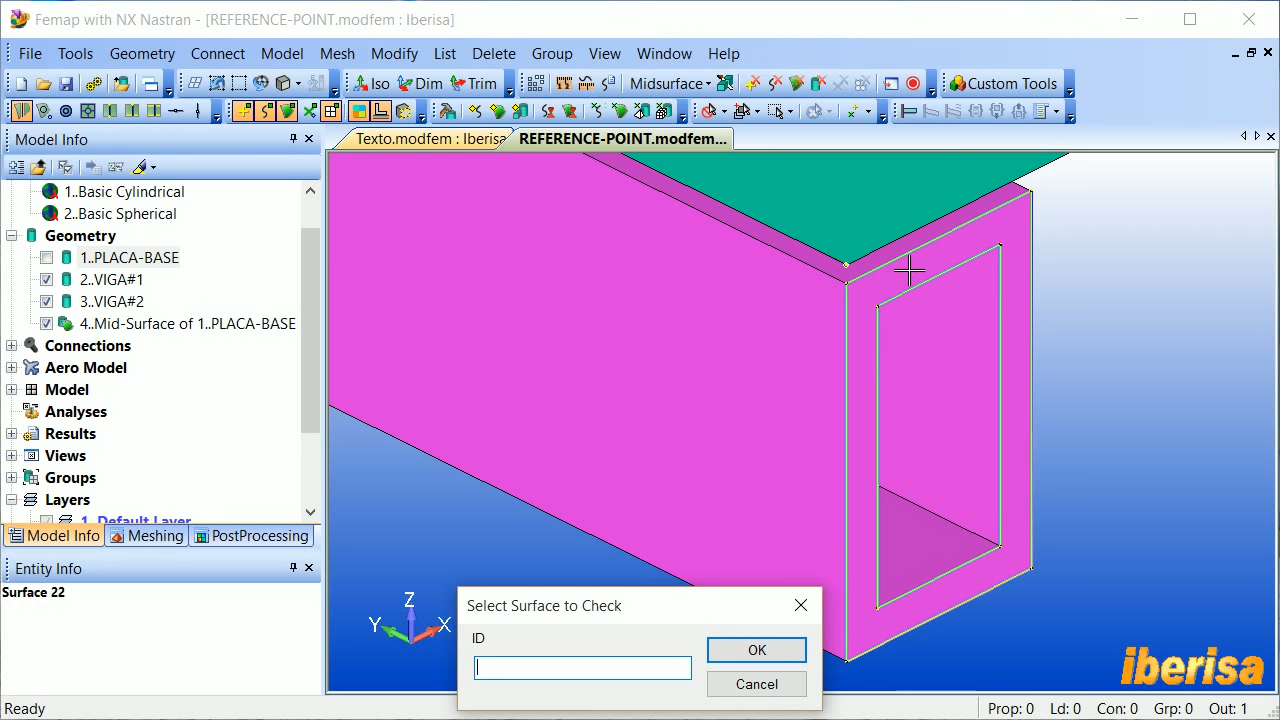 Femap with NX Nastran - [REFERENCE-POINT.modfem : Iberisa]
File Tools Geometry Connect Model Mesh Modify List Delete Group View Window Help
Iso Dim Trim Midsurface Custom Tools
Model Info
Texto.modfem : Iberisa
REFERENCE-POINT.modfem...
1..Basic Cylindrical
2..Basic Spherical
Geometry
1..PLACA-BASE
2..VIGA#1
3..VIGA#2
4..Mid-Surface of 1..PLACA-BASE
Connections
Aero Model
Model
Analyses
Results
Views
Groups
Layers
1..Default Layer
Model Info Meshing PostProcessing
Entity Info
Surface 22
Z
Y
X
Select Surface to Check
ID
OK
Cancel
iberisa
Ready
Prop: 0 Ld: 0 Con: 0 Grp: 0 Out: 1